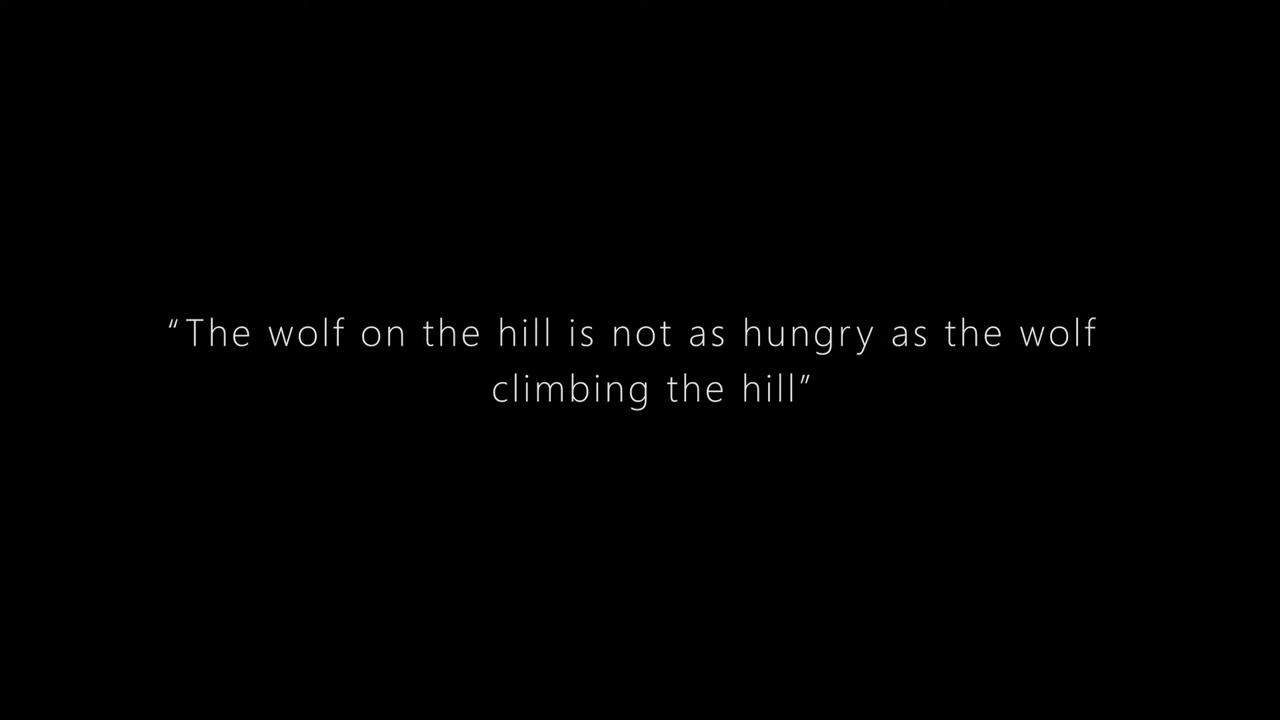 “The wolf on the hill is not as hungry as the wolf
climbing the hill”